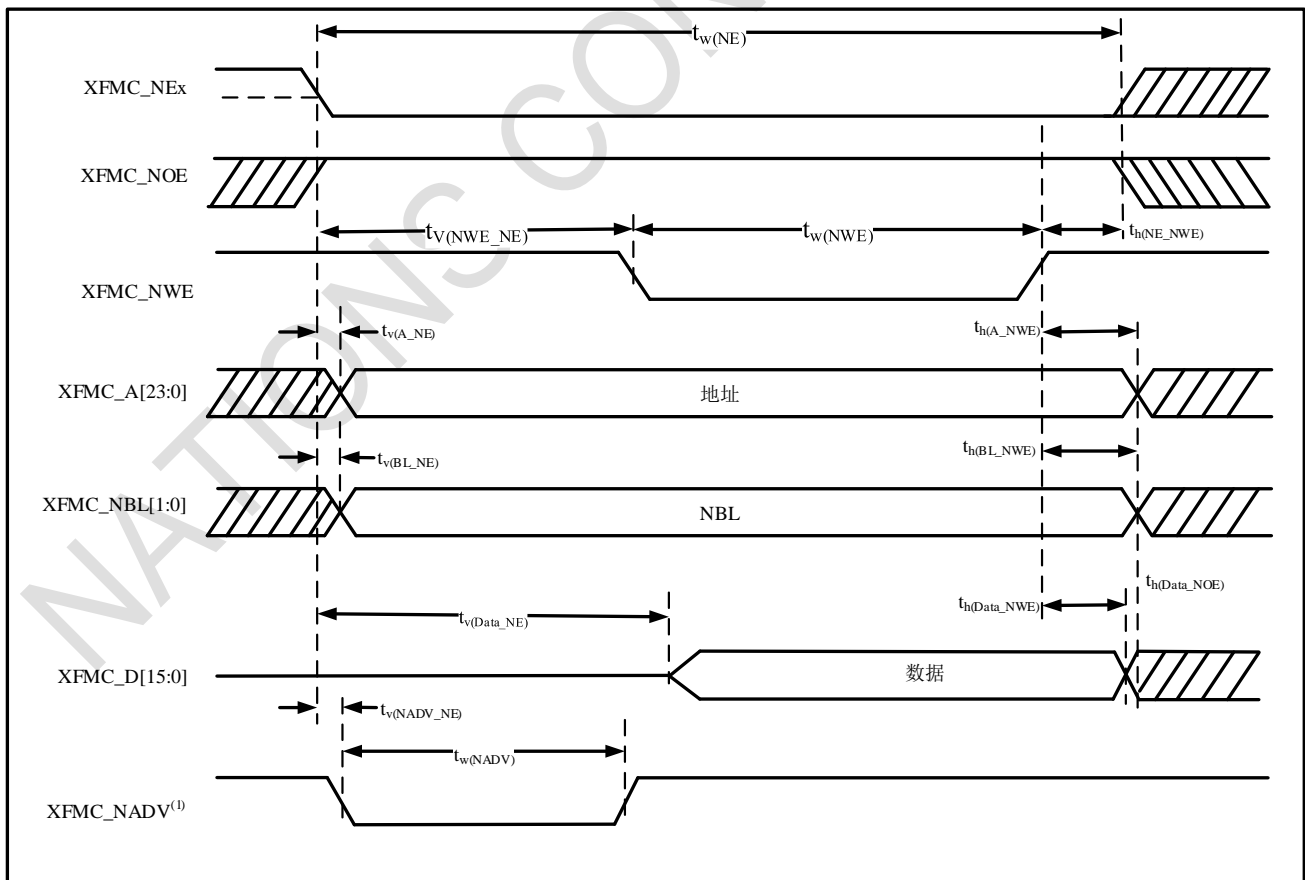 tw(NE)
XFMC_NEx
XFMC_NOE
tV(NWE_NE)
tw(NWE)
th(NE_NWE)
XFMC_NWE
tv(A_NE)
th(A_NWE)
XFMC_A[23:0]
地址
tv(BL_NE)
th(BL_NWE)
XFMC_NBL[1:0]
NBL
th(Data_NOE)
tv(Data_NE)
th(Data_NWE)
XFMC_D[15:0]
数据
tv(NADV_NE)
tw(NADV)
XFMC_NADV(1)
NATIONS CON